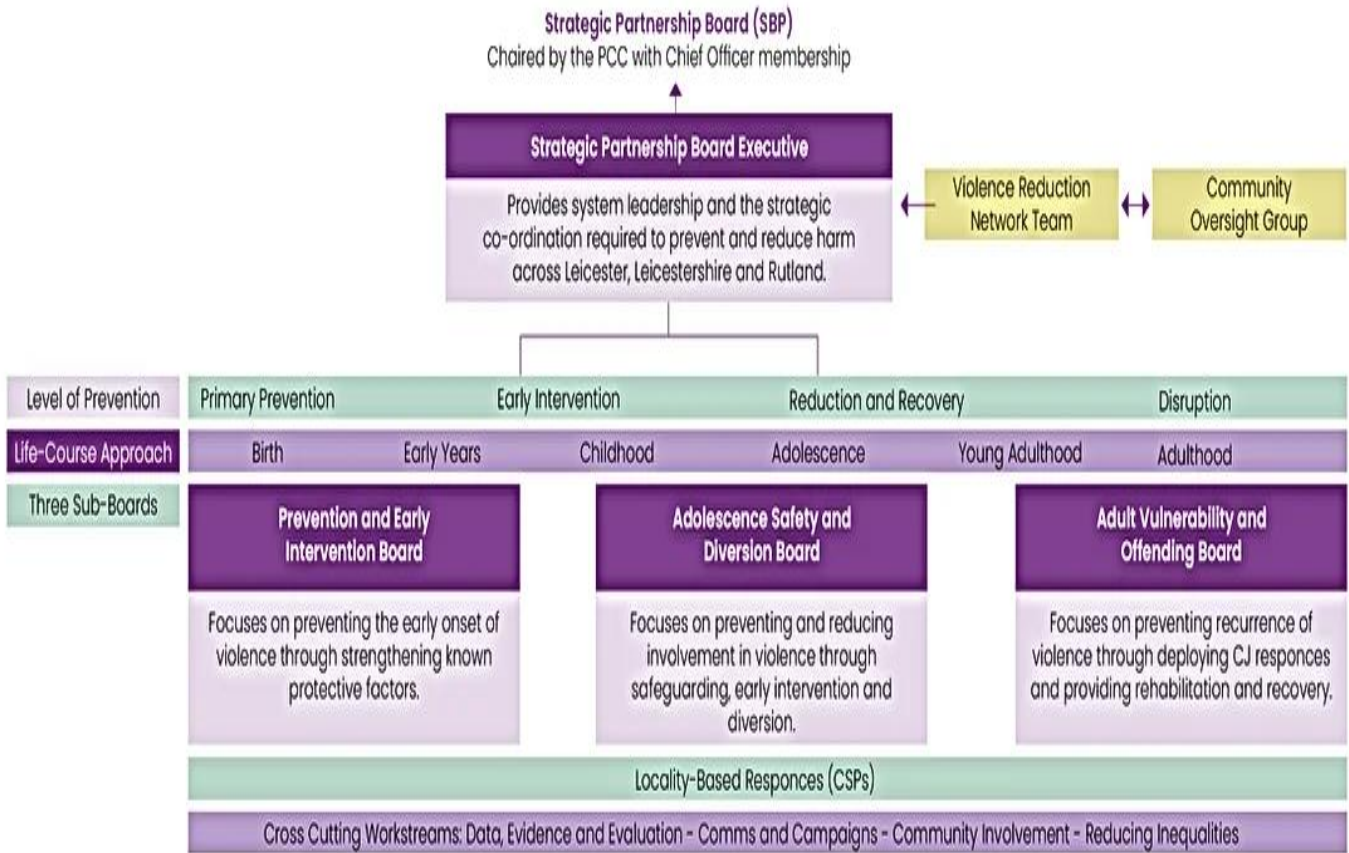 Strategic Partnership Board (SBP)
Chaired by the PCC with Chief Officer membership
Strategic Partnership Board Executive
Provides system leadership and the strategic
co-ordination required to prevent and reduce harm
across Leicester, Leicestershire and Rutland.
Violence Reduction
Network Team
Community
Oversight Group
Level of Prevention
Primary Prevention
Early Intervention
Reduction and Recovery
Disruption
Life-Course Approach
Birth
Early Years
Childhood
Adolescence
Young Adulthood
Adulthood
Three Sub-Boards
Prevention and Early
Intervention Board
Focuses on preventing the early onset of
violence through strengthening known
protective factors.
Adolescence Safety and
Diversion Board
Focuses on preventing and reducing
involvement in violence through
safeguarding, early intervention and
diversion.
Adult Vulnerability and
Offending Board
Focuses on preventing recurrence of
violence through deploying CJ responces
and providing rehabilitation and recovery.
Locality-Based Responces (CSPs)
Cross Cutting Workstreams: Data, Evidence and Evaluation - Comms and Campaigns - Community Involvement - Reducing Inequalities